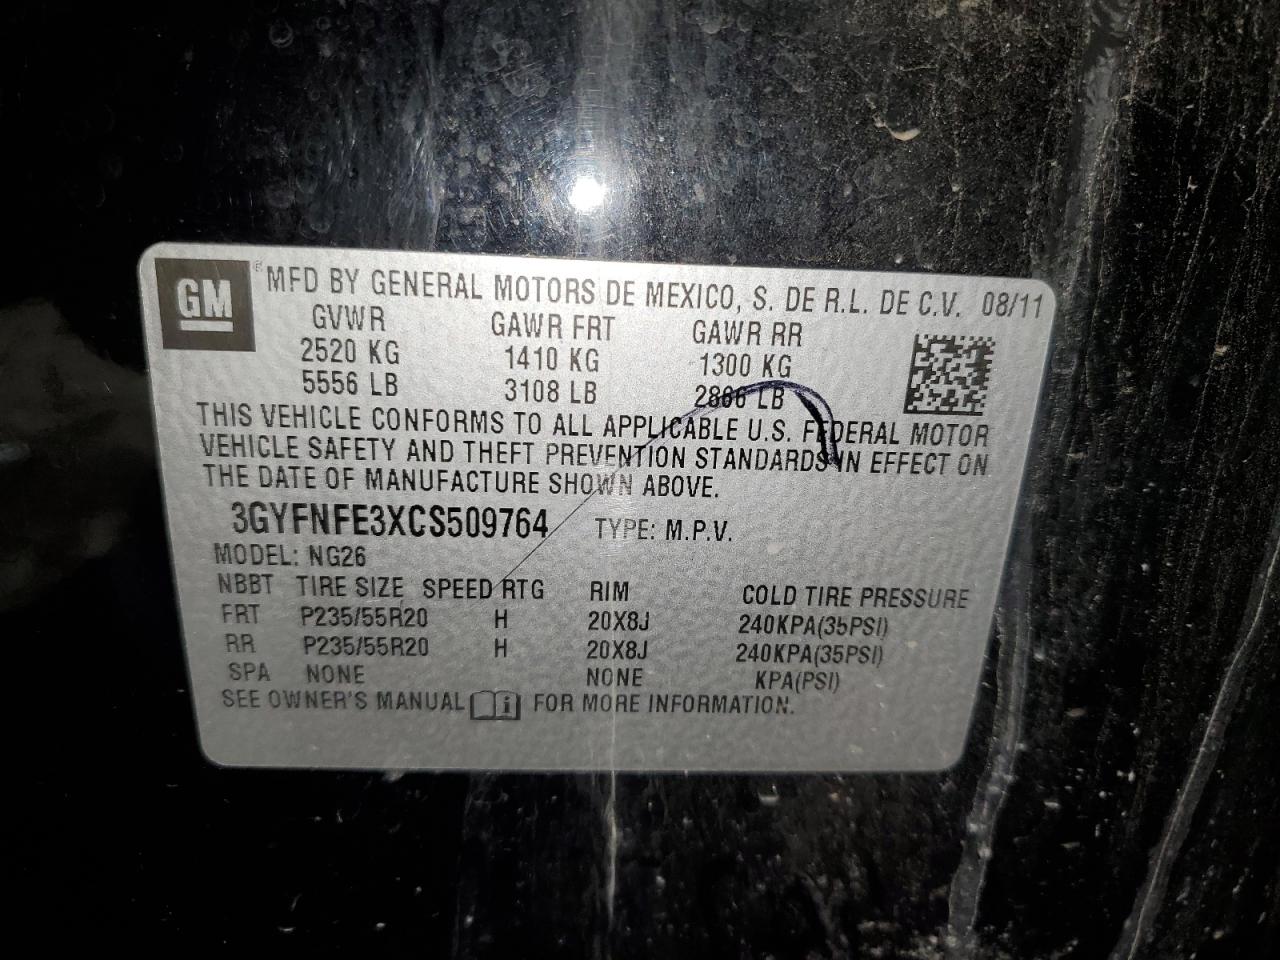 GM® MFD BY GENERAL MOTORS DE MEXICO, S. DE R.L. DE C.V. 08/11
GVWR GAWR FRT GAWR RR
2520 KG 1410 KG 1300 KG
5556 LB 3108 LB 2866 LB
THIS VEHICLE CONFORMS TO ALL APPLICABLE U.S. FEDERAL MOTOR
VEHICLE SAFETY AND THEFT PREVENTION STANDARDS IN EFFECT ON
THE DATE OF MANUFACTURE SHOWN ABOVE.
3GYFNFE3XCS509764 TYPE: M.P.V.
MODEL: NG26
NBBT TIRE SIZE SPEED RTG RIM COLD TIRE PRESSURE
FRT P235/55R20 H 20X8J 240KPA(35PSI)
RR P235/55R20 H 20X8J 240KPA(35PSI)
SPA NONE NONE KPA(PSI)
SEE OWNER'S MANUAL i FOR MORE INFORMATION.